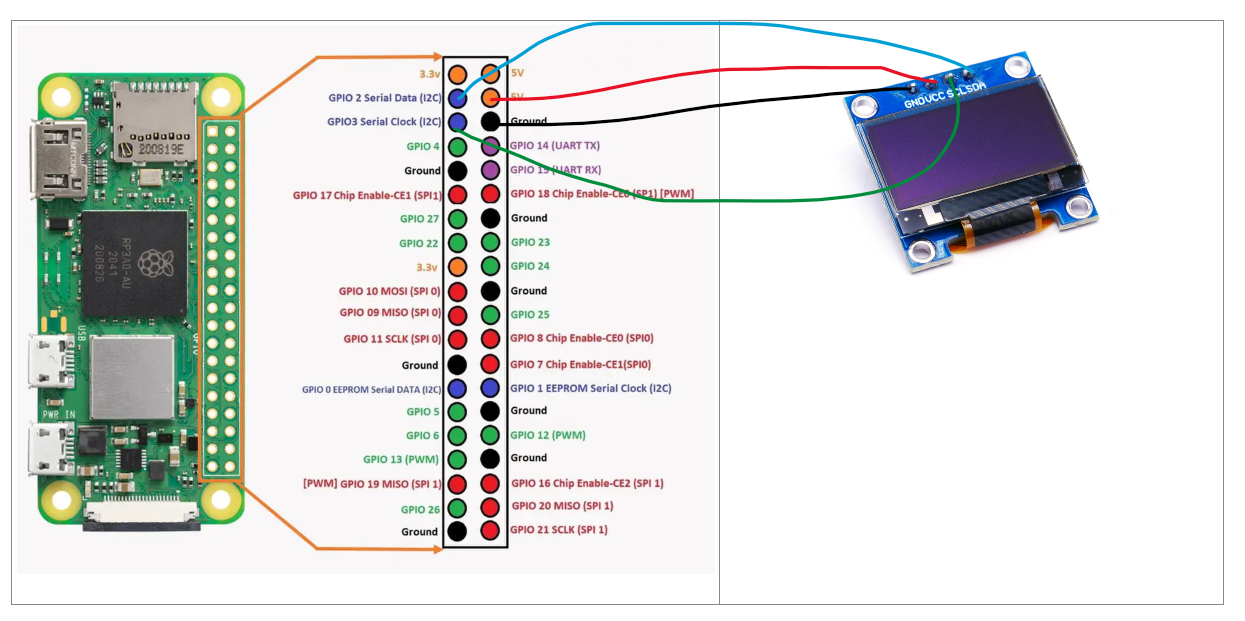 3.3v
5V
GPIO 2 Serial Data (I2C)
5V
GPIO3 Serial Clock (I2C)
Ground
GPIO 4
GPIO 14 (UART TX)
Ground
GPIO 15 (UART RX)
GPIO 17 Chip Enable-CE1 (SPI1)
GPIO 18 Chip Enable-CE0 (SP1) [PWM]
GPIO 27
Ground
GPIO 22
GPIO 23
3.3v
GPIO 24
GPIO 10 MOSI (SPI 0)
Ground
GPIO 09 MISO (SPI 0)
GPIO 25
GPIO 11 SCLK (SPI 0)
GPIO 8 Chip Enable-CE0 (SPI0)
Ground
GPIO 7 Chip Enable-CE1(SPI0)
GPIO 0 EEPROM Serial DATA (I2C)
GPIO 1 EEPROM Serial Clock (I2C)
GPIO 5
Ground
GPIO 6
GPIO 12 (PWM)
GPIO 13 (PWM)
Ground
[PWM] GPIO 19 MISO (SPI 1)
GPIO 16 Chip Enable-CE2 (SPI 1)
GPIO 26
GPIO 20 MISO (SPI 1)
Ground
GPIO 21 SCLK (SPI 1)
200819E
RP3A0-AU
2041
200826
USB
PWR IN
GND VCC SCL SDA